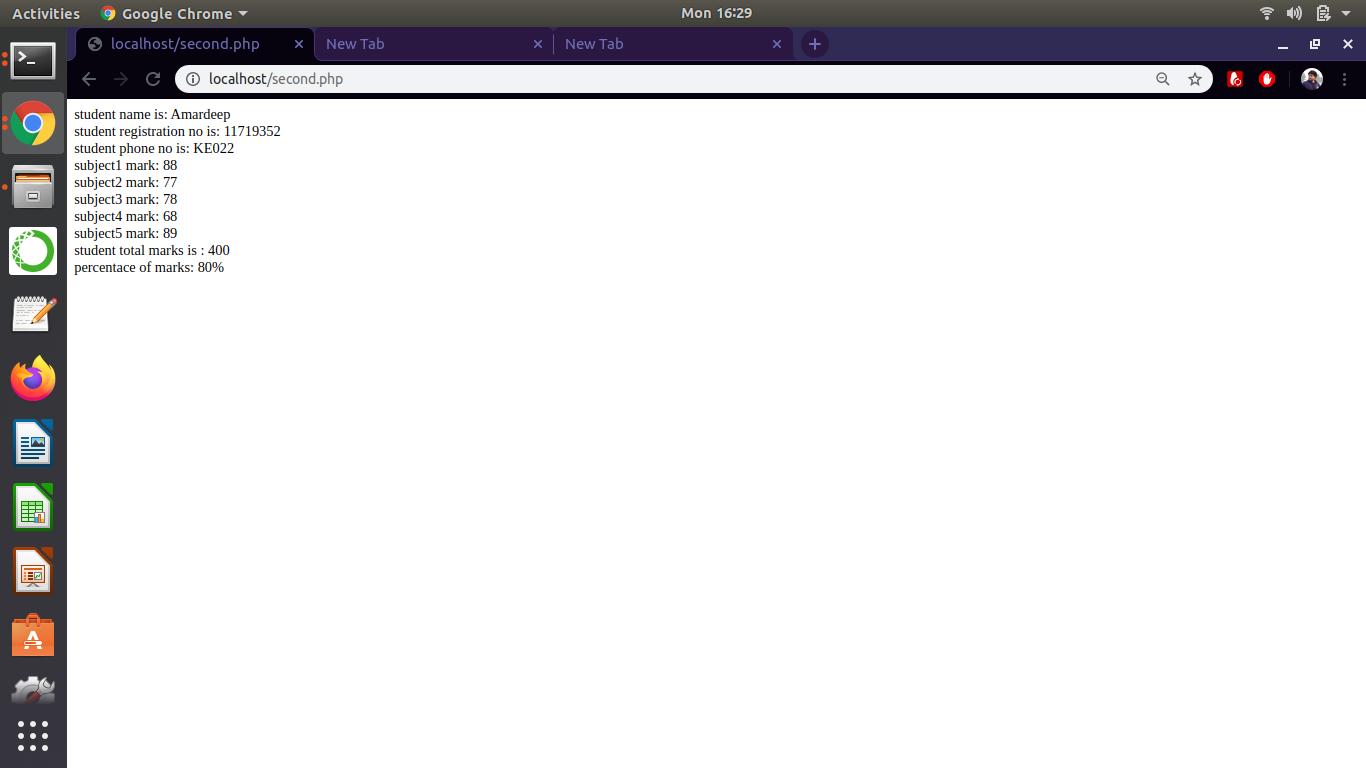 Activities
Google Chrome
Mon 16:29
localhost/second.php
New Tab
New Tab
localhost/second.php
student name is: Amardeep
student registration no is: 11719352
student phone no is: KE022
subject1 mark: 88
subject2 mark: 77
subject3 mark: 78
subject4 mark: 68
subject5 mark: 89
student total marks is : 400
percentace of marks: 80%